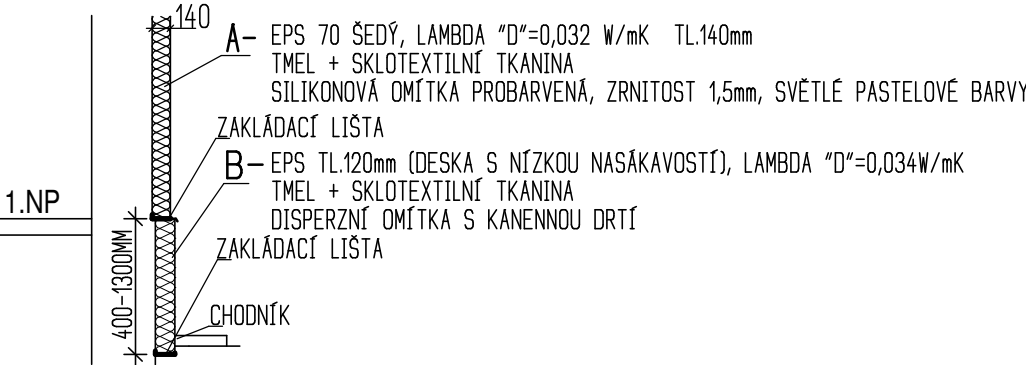 140
A- EPS 70 ŠEDÝ, LAMBDA "D"=0,032 W/mK TL.140mm
TMEL + SKLOTEXTILNÍ TKANINA
SILIKONOVÁ OMÍTKA PROBARVENÁ, ZRNITOST 1,5mm, SVĚTLÉ PASTELOVÉ BARVY
ZAKLÁDACÍ LIŠTA
B- EPS TL.120mm (DESKA S NÍZKOU NASÁKAVOSTÍ), LAMBDA "D"=0,034W/mK
TMEL + SKLOTEXTILNÍ TKANINA
1.NP
DISPERZNÍ OMÍTKA S KANENNOU DRTÍ
ZAKLÁDACÍ LIŠTA
400-1300MM
CHODNÍK